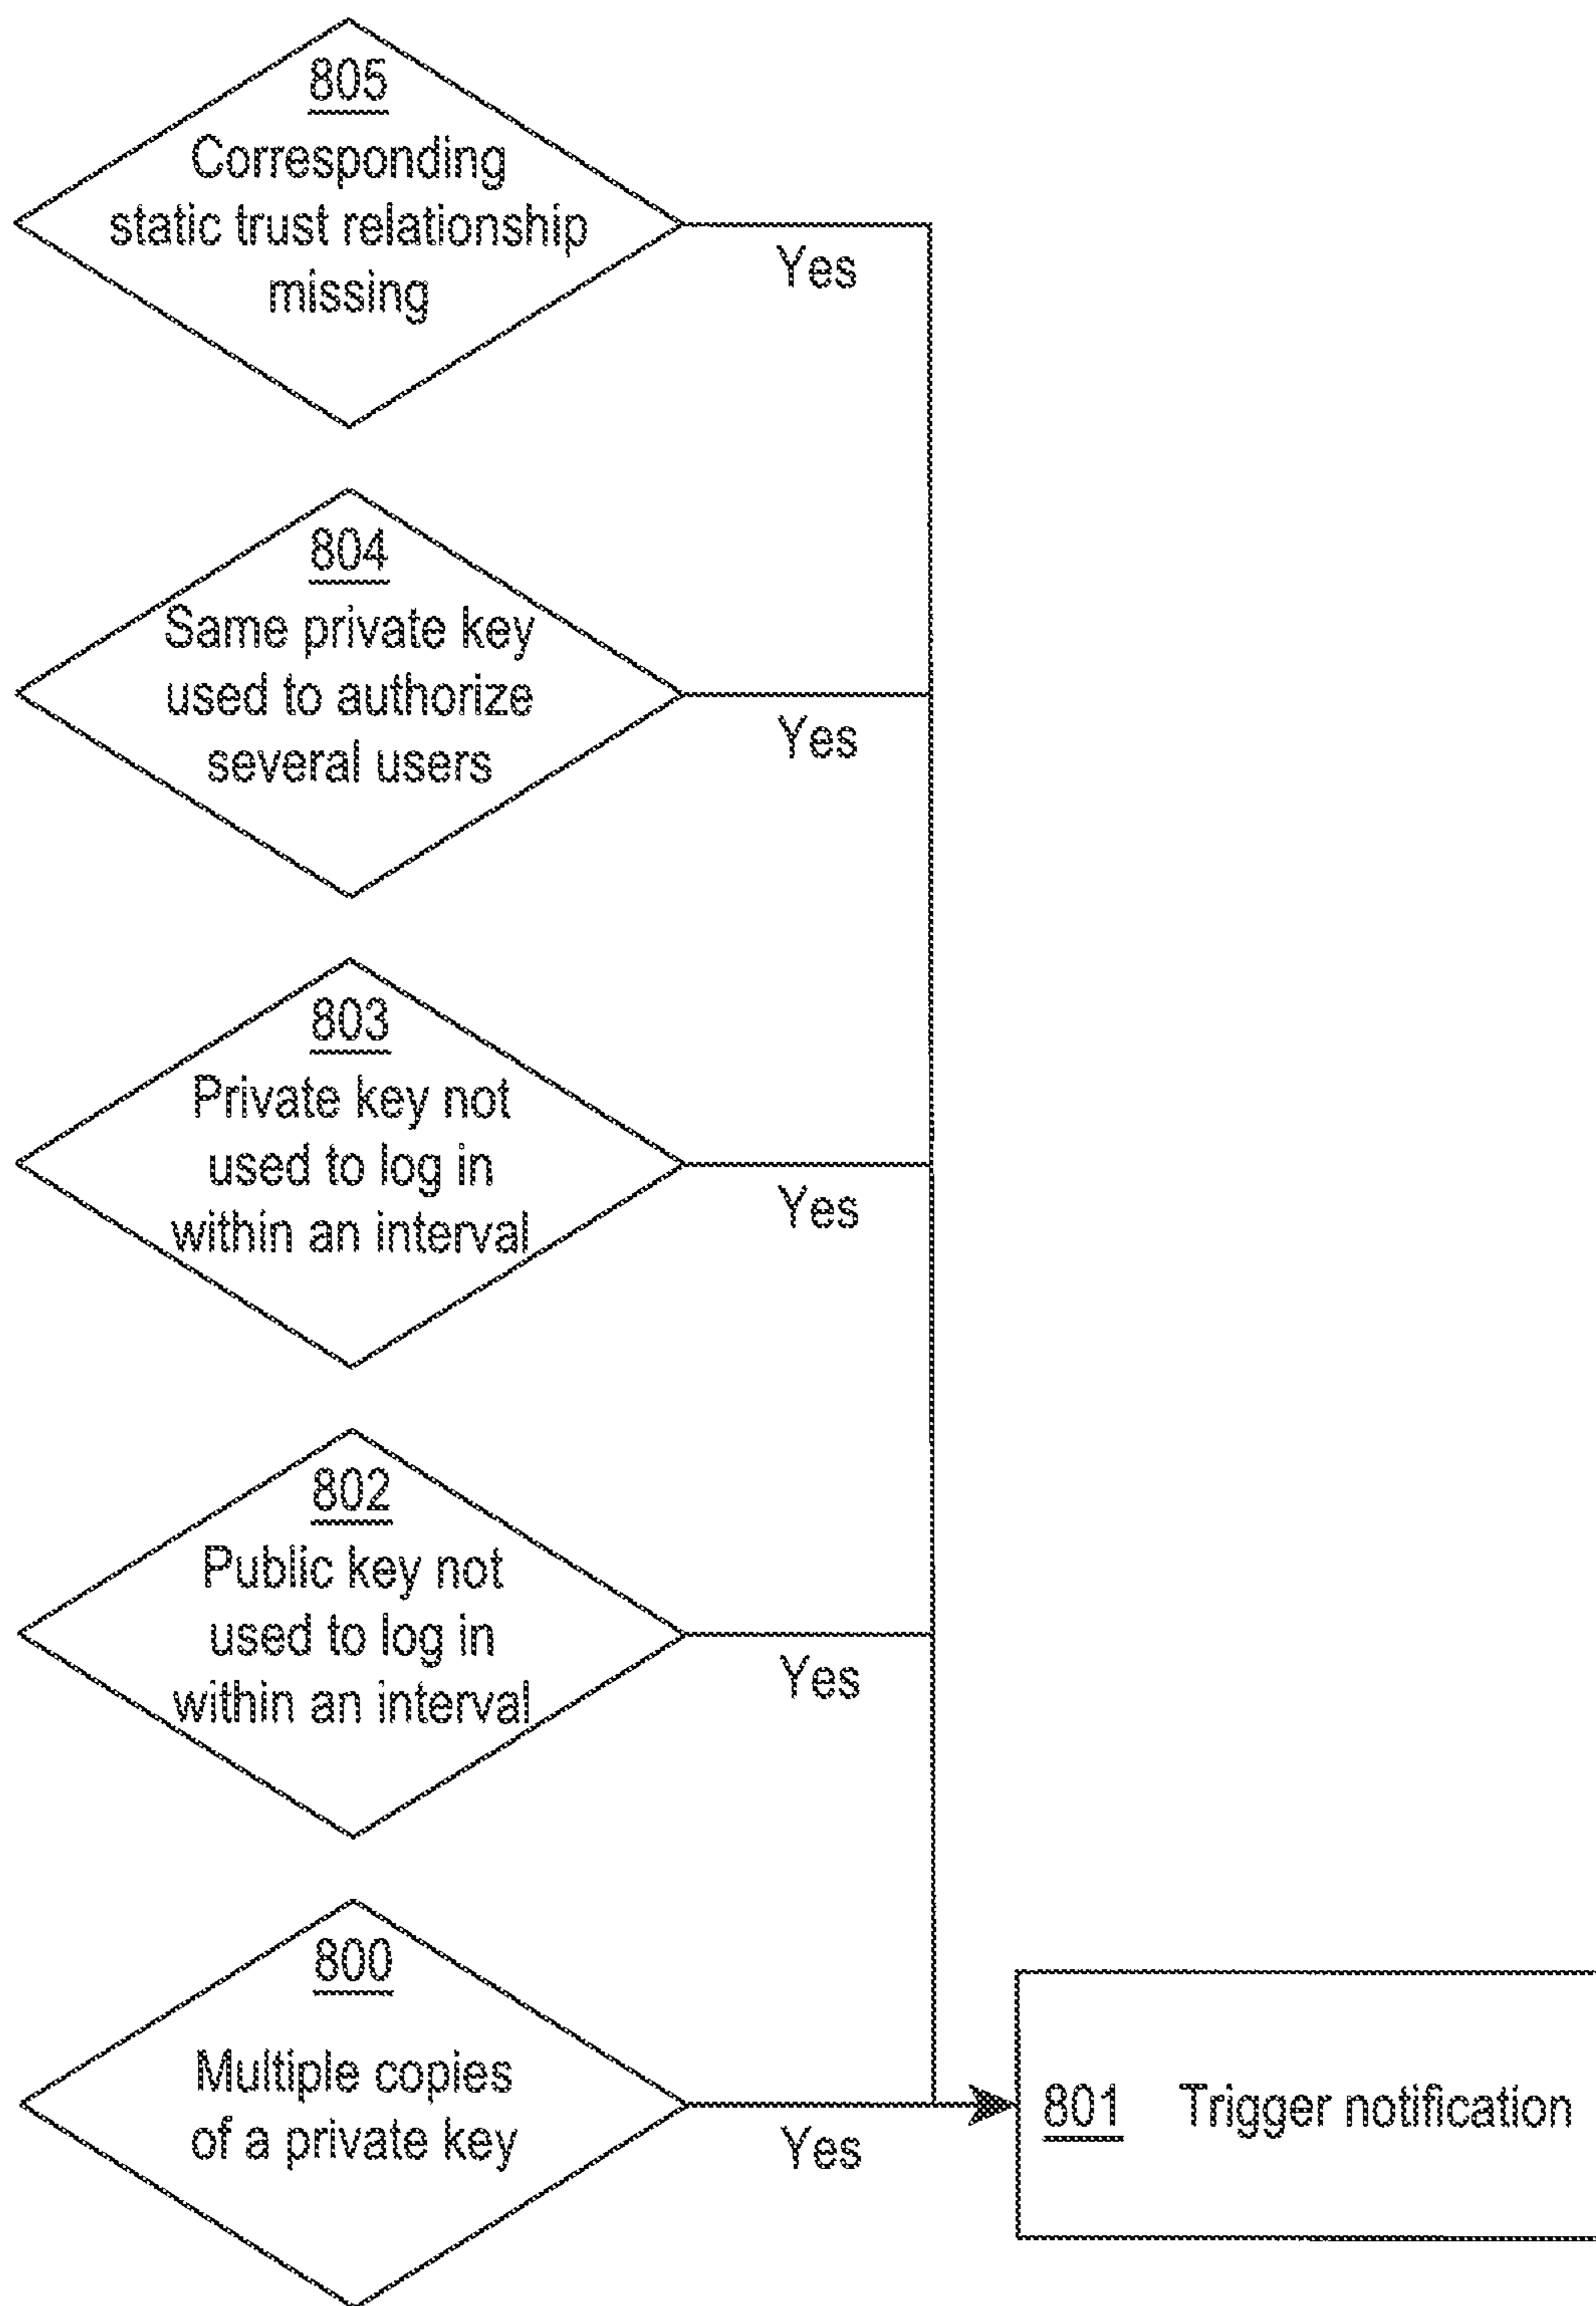 805
Corresponding
static trust relationship
missing
Yes
804
Same private key
used to authorize
several users
Yes
803
Private key not
used to log in
within an interval
Yes
802
Public key not
used to log in
within an interval
Yes
800
Multiple copies
of a private key
Yes
801 Trigger notification